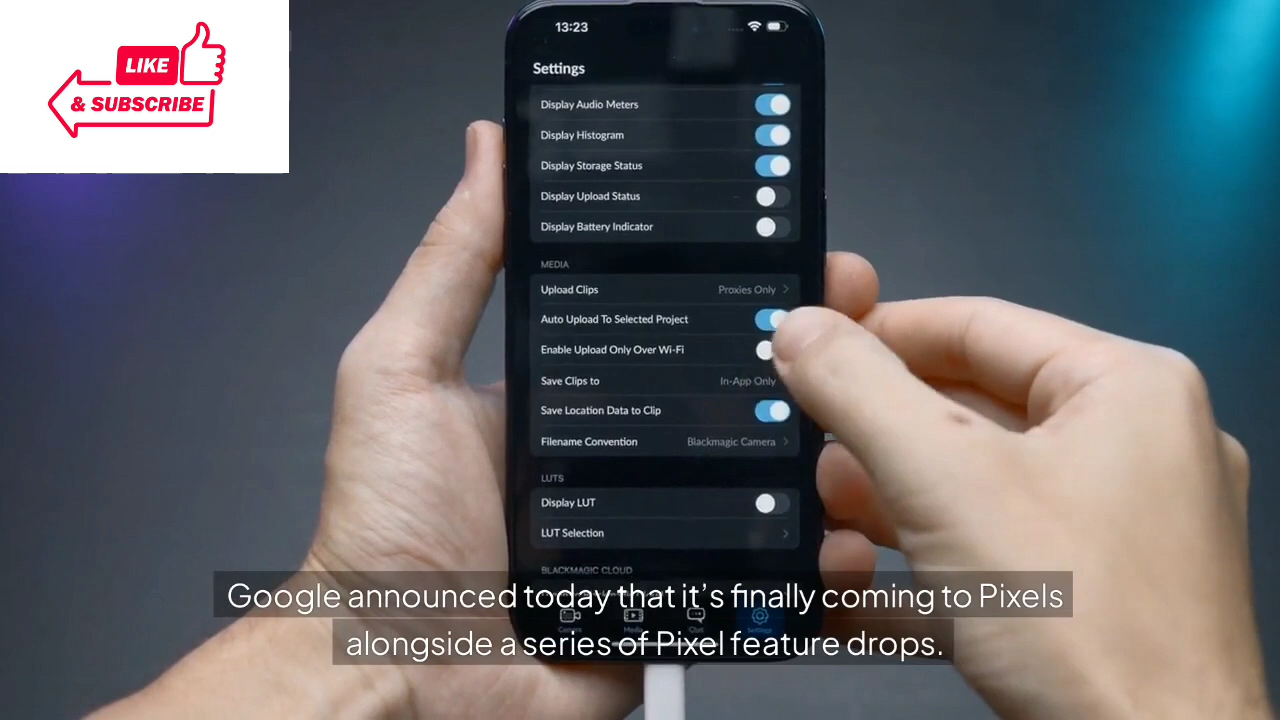 LIKE
& SUBSCRIBE
13:23
Settings
Display Audio Meters
Display Histogram
Display Storage Status
Display Upload Status
Display Battery Indicator
MEDIA
Upload Clips Proxies Only
Auto Upload To Selected Project
Enable Upload Only Over Wi-Fi
Save Clips to In-App Only
Save Location Data to Clip
Filename Convention Blackmagic Camera
LUTS
Display LUT
LUT Selection
BLACKMAGIC CLOUD
Google announced today that it's finally coming to Pixels
alongside a series of Pixel feature drops.
Media
Chat
Settings